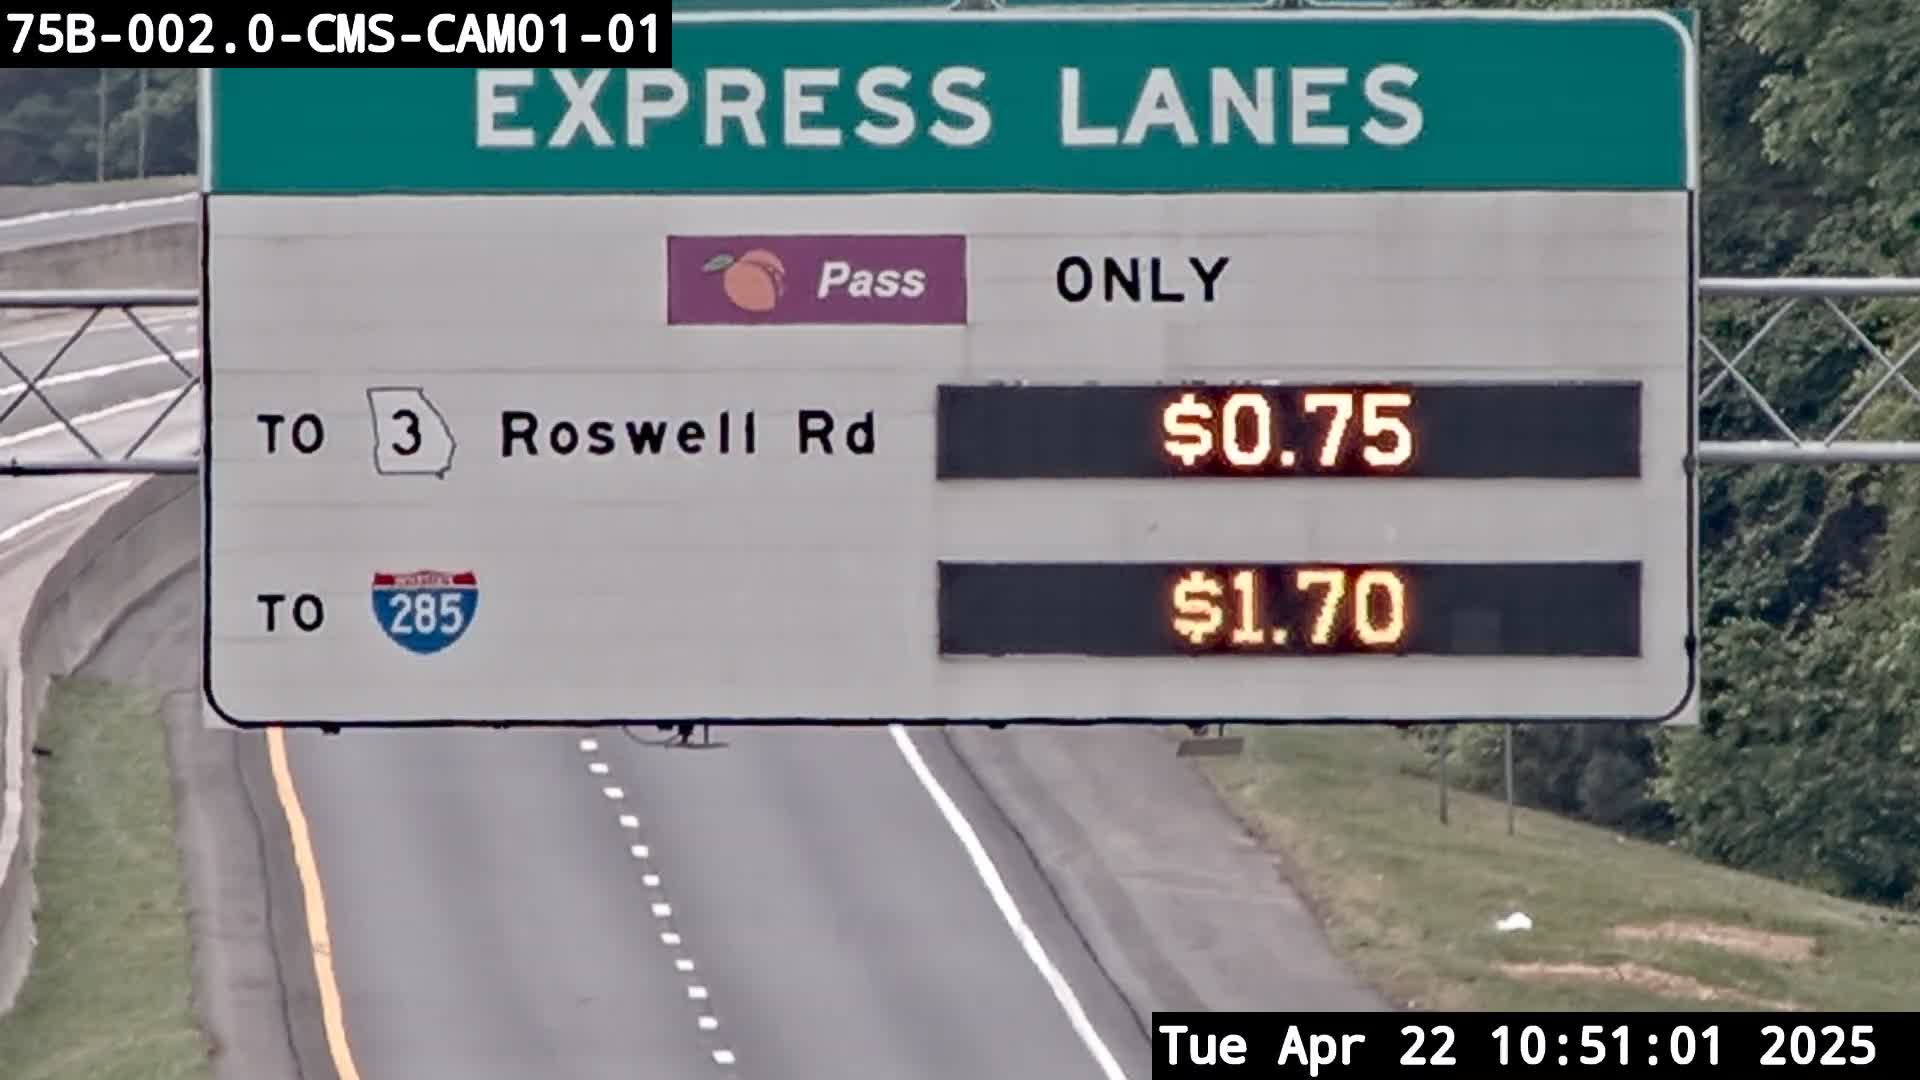 75B-002.0-CMS-CAM01-01
EXPRESS LANES
Pass ONLY
TO 3 Roswell Rd $0.75
TO INTERSTATE 285 $1.70
Tue Apr 22 10:51:01 2025